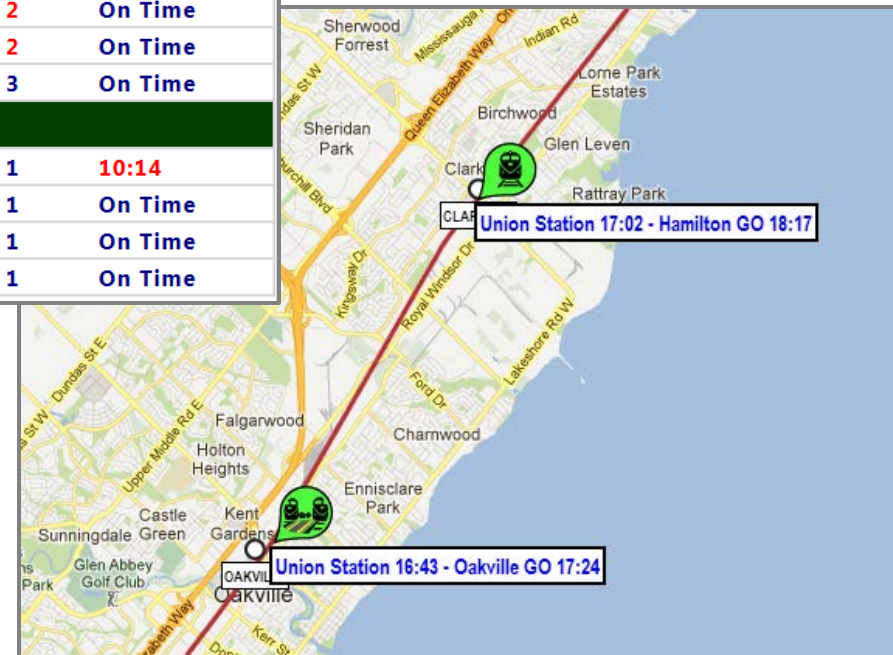 2 On Time
2 On Time
3 On Time
1 10:14
1 On Time
1 On Time
1 On Time
Sherwood
Forrest
Mississauga
Indian Rd
Queen Elizabeth Way
Lorne Park
Estates
Birchwood
Sheridan
Park
Glen Leven
Clark
Rattray Park
Union Station 17:02 - Hamilton GO 18:17
Kingsway Dr
Royal Windsor Dr
Lakeshore Rd W
Dundas St E
Ford Dr
Upper Middle Rd E
Falgarwood
Charnwood
Holton
Heights
Ennisclare
Park
Castle
Green
Kent
Gardens
Sunningdale
Glen Abbey
Golf Club
Park
Union Station 16:43 - Oakville GO 17:24
Oakville
Kerr St